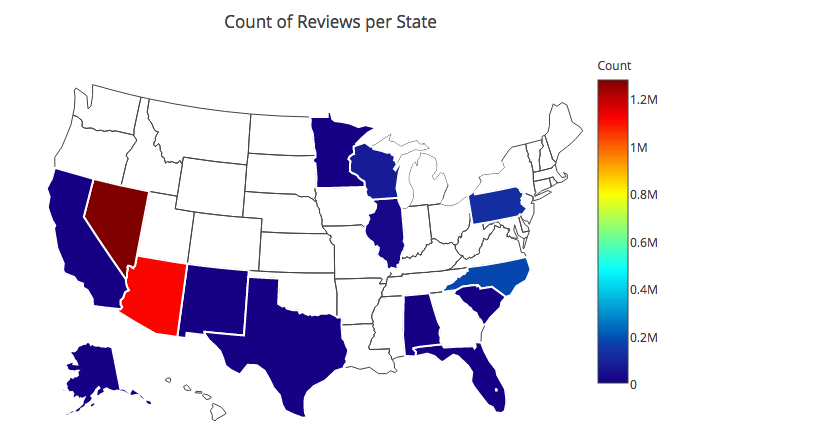 Count of Reviews per State
Count
1.2M
1M
0.8M
0.6M
0.4M
0.2M
0